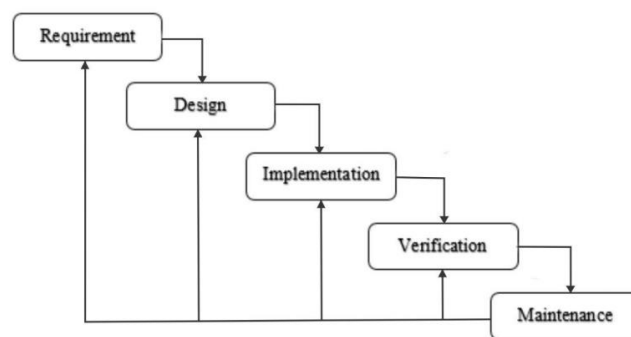 Requirement
Design
Implementation
Verification
Maintenance